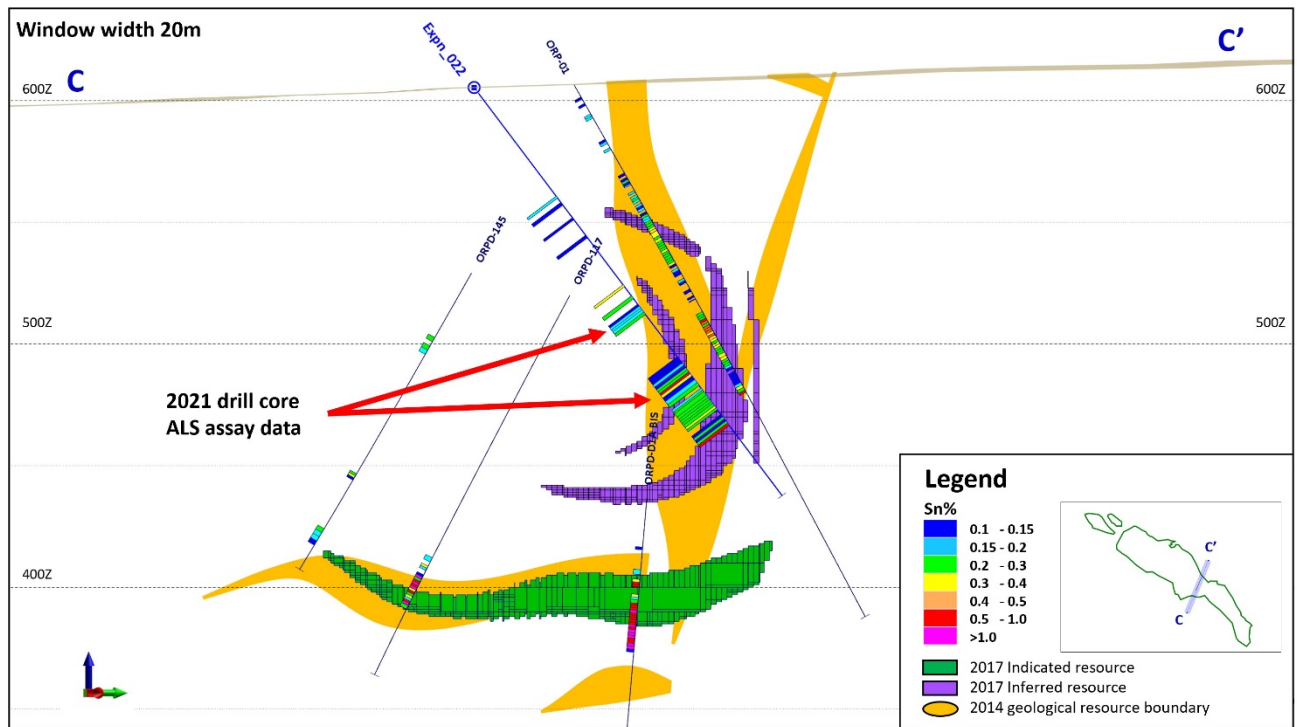 Window width 20m
C
C'
Expn_022
ORP-01
600Z
600Z
ORPD-145
ORPD-117
500Z
500Z
2021 drill core
ALS assay data
ORPD-D1A-BIS
400Z
Legend
Sn%
0.1 - 0.15
0.15 - 0.2
0.2 - 0.3
0.3 - 0.4
0.4 - 0.5
0.5 - 1.0
>1.0
C'
C
2017 Indicated resource
2017 Inferred resource
2014 geological resource boundary